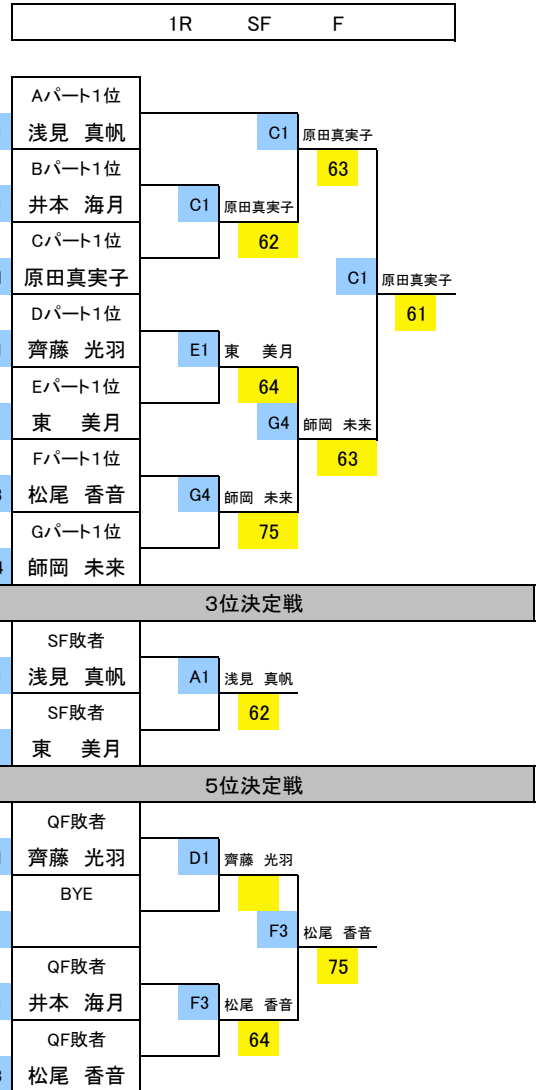 1R SF F
Aパート1位
浅見 真帆 C1 原田真実子
Bパート1位 63
井本 海月 C1 原田真実子
Cパート1位 62
原田真実子 C1 原田真実子
Dパート1位 61
齊藤 光羽 E1 東 美月
Eパート1位 64
東 美月 G4 師岡 未来
Fパート1位 63
松尾 香音 G4 師岡 未来
Gパート1位 75
師岡 未来
3位決定戦
SF敗者
浅見 真帆 A1 浅見 真帆
SF敗者 62
東 美月
5位決定戦
QF敗者
齊藤 光羽 D1 齊藤 光羽
BYE
F3 松尾 香音
QF敗者 75
井本 海月 F3 松尾 香音
QF敗者 64
松尾 香音